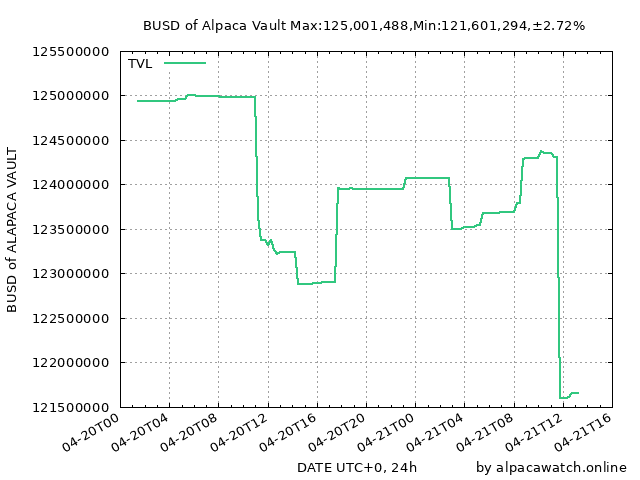 BUSD of Alpaca Vault Max:125,001,488,Min:121,601,294,±2.72%
125500000
TVL
125000000
124500000
124000000
123500000
123000000
122500000
122000000
121500000
BUSD of ALAPACA VAULT
04-20T00
04-20T04
04-20T08
04-20T12
04-20T16
04-20T20
04-21T00
04-21T04
04-21T08
04-21T12
04-21T16
DATE UTC+0, 24h
by alpacawatch.online